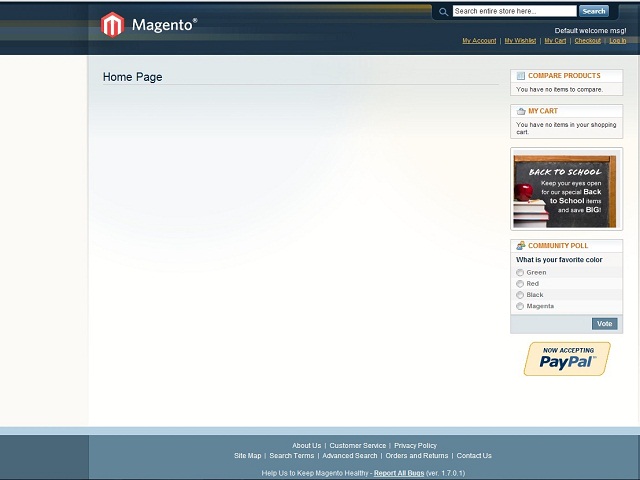 Magento®
Search entire store here...
Search
Default welcome msg!
My Account | My Wishlist | My Cart | Checkout | Log In
Home Page
COMPARE PRODUCTS
You have no items to compare.
MY CART
You have no items in your shopping
cart.
BACK TO SCHOOL
Keep your eyes open
for our special Back
to School items
and save BIG!
COMMUNITY POLL
What is your favorite color
Green
Red
Black
Magenta
Vote
NOW ACCEPTING
PayPal™
About Us | Customer Service | Privacy Policy
Site Map | Search Terms | Advanced Search | Orders and Returns | Contact Us
Help Us to Keep Magento Healthy - Report All Bugs (ver. 1.7.0.1)